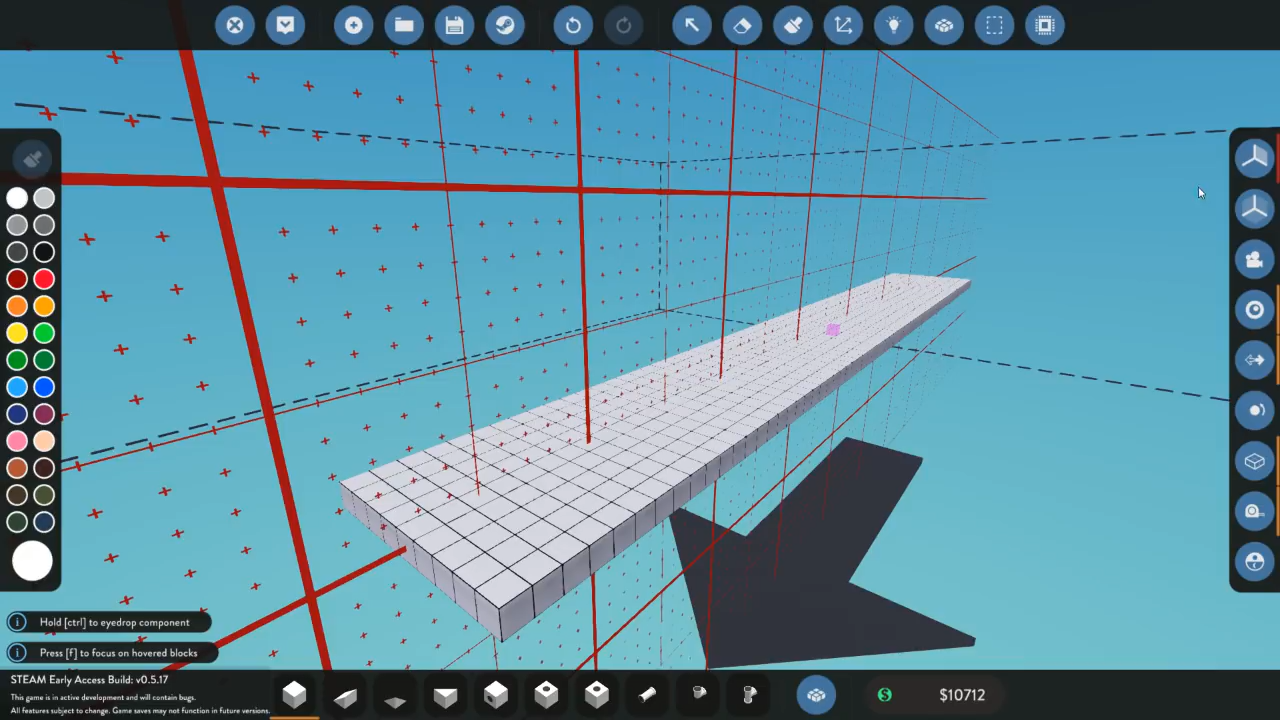 Hold [ctrl] to eyedrop component
Press [f] to focus on hovered blocks
STEAM Early Access Build: v0.5.17
This game is in active development and will contain bugs.
All features subject to change. Game saves may not function in future versions.
$
$10712